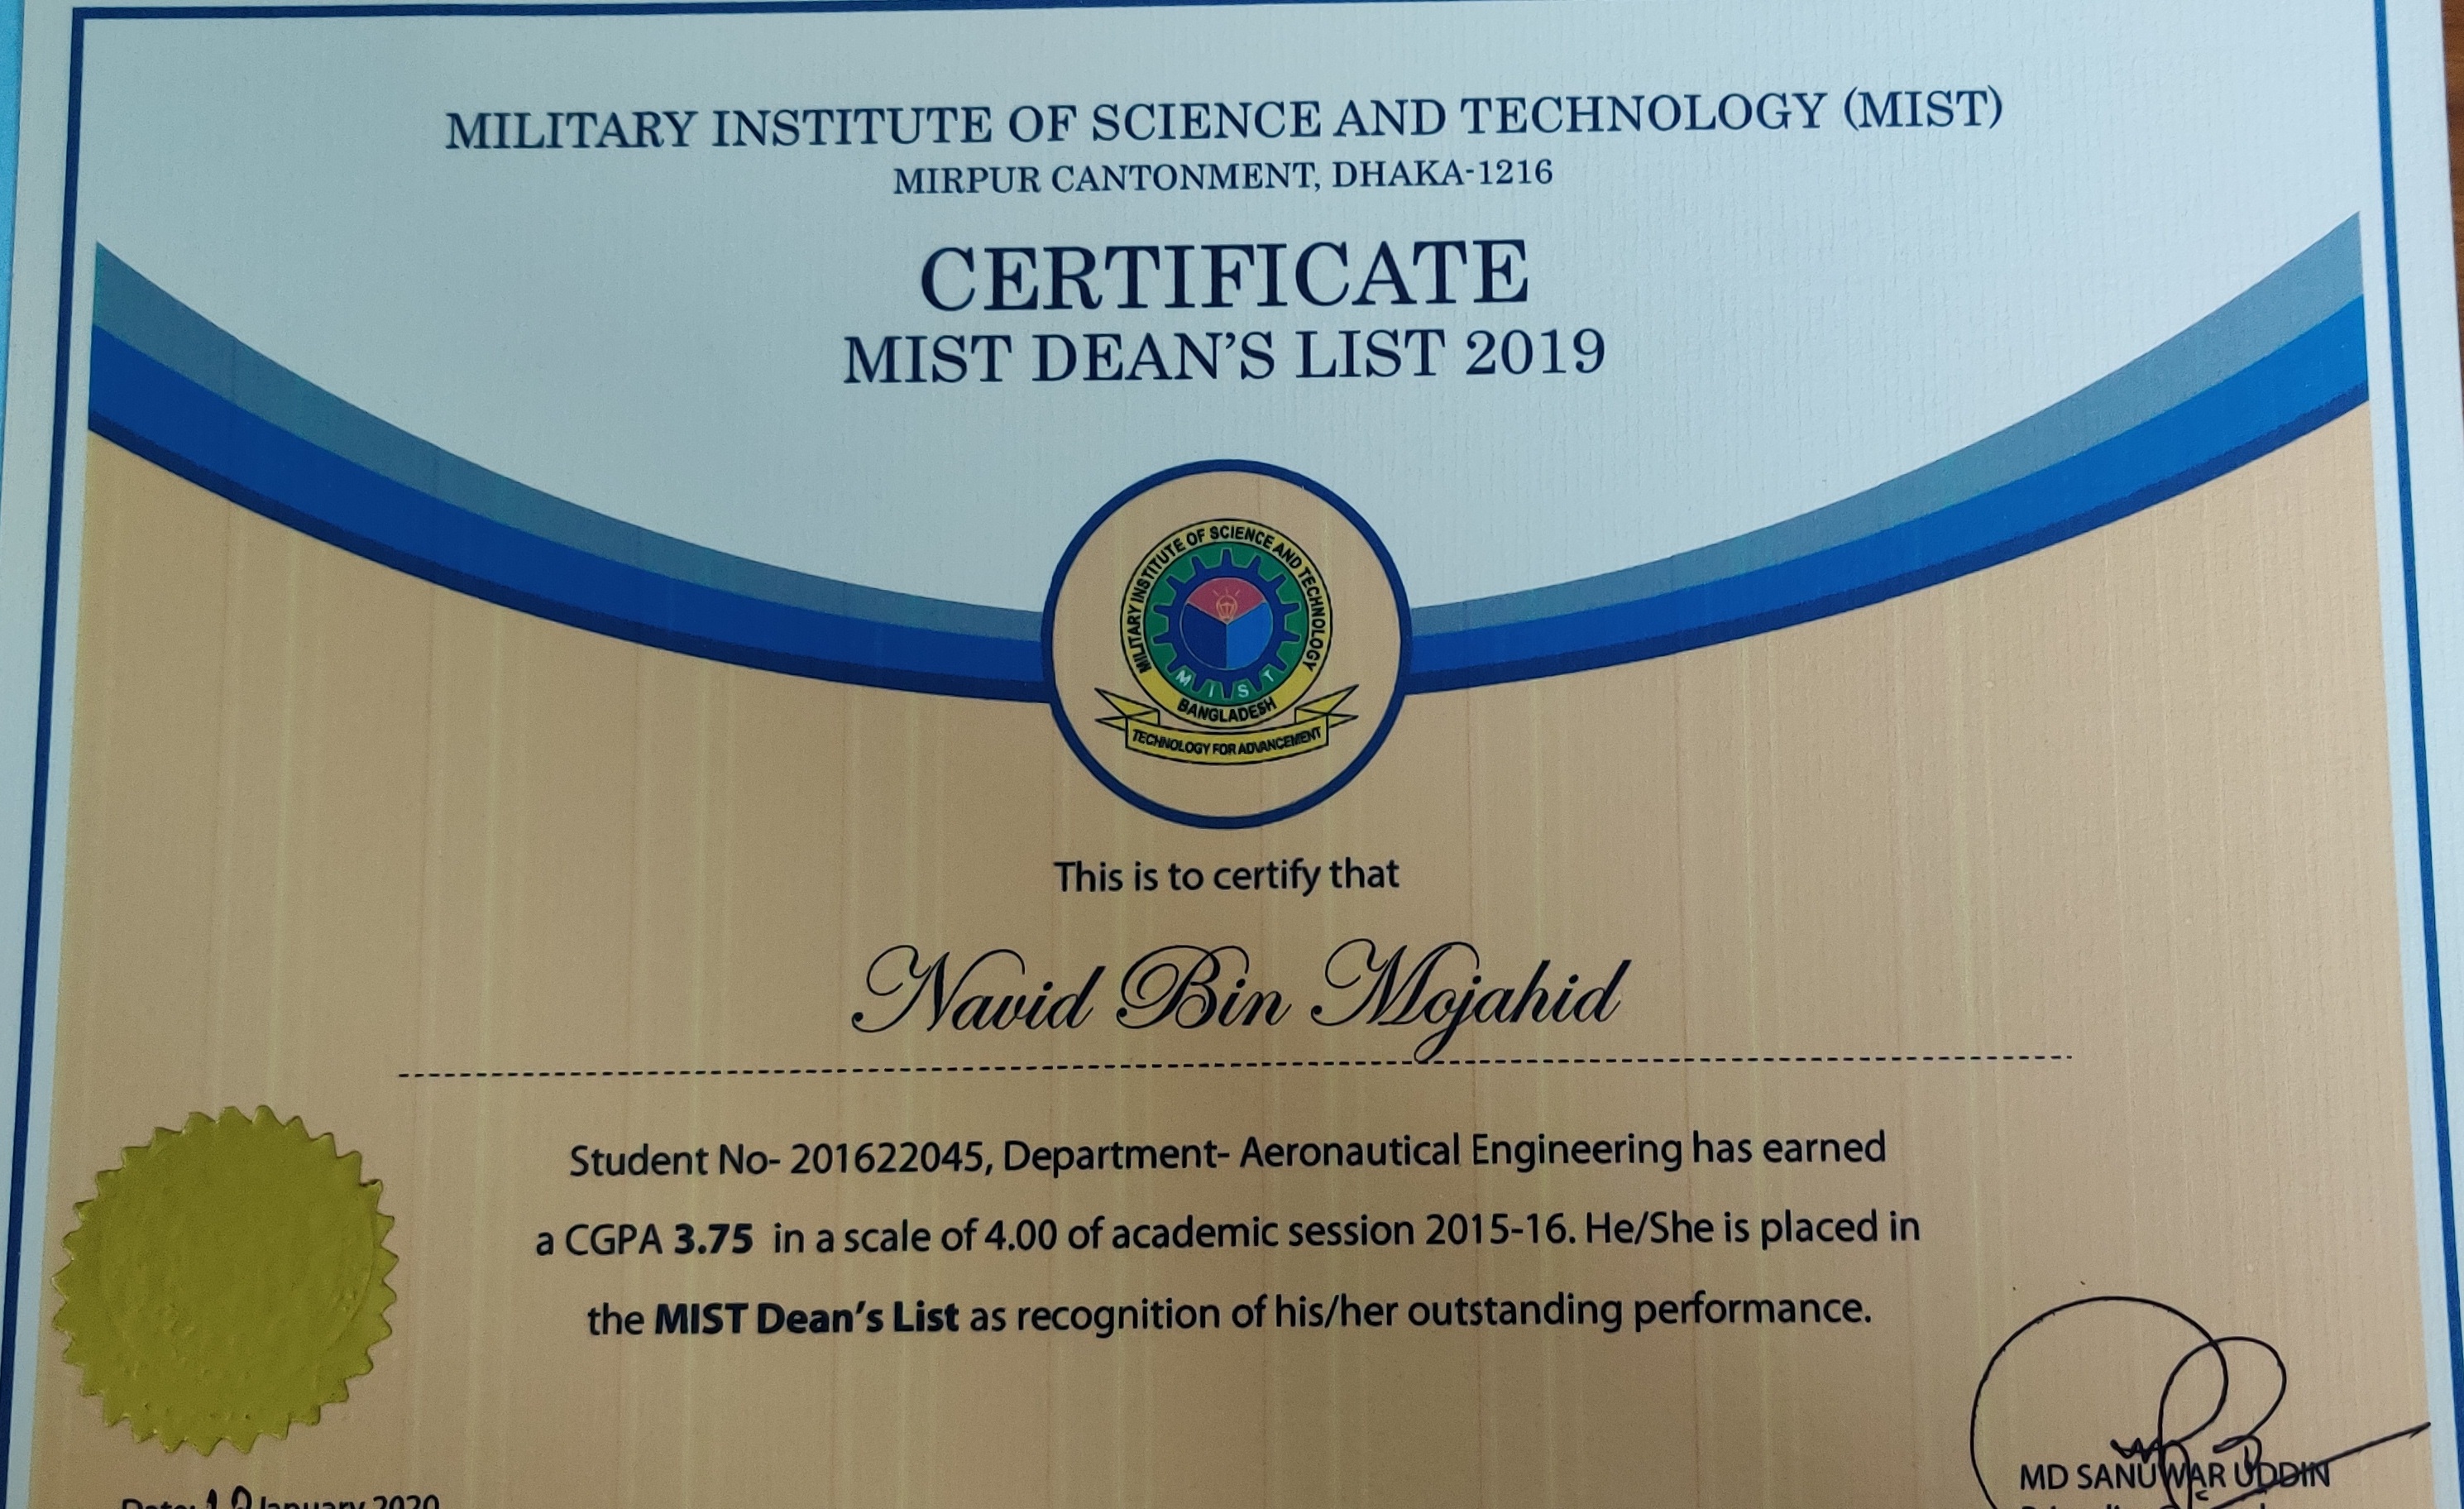 MILITARY INSTITUTE OF SCIENCE AND TECHNOLOGY (MIST)
MIRPUR CANTONMENT, DHAKA-1216
CERTIFICATE
MIST DEAN'S LIST 2019
MILITARY INSTITUTE OF SCIENCE AND TECHNOLOGY
MIST
BANGLADESH
TECHNOLOGY FOR ADVANCEMENT
This is to certify that
Navid Bin Mojahid
Student No- 201622045, Department- Aeronautical Engineering has earned
a CGPA 3.75 in a scale of 4.00 of academic session 2015-16. He/She is placed in
the MIST Dean's List as recognition of his/her outstanding performance.
MD SANUWAR UDDIN
Date: January 2020